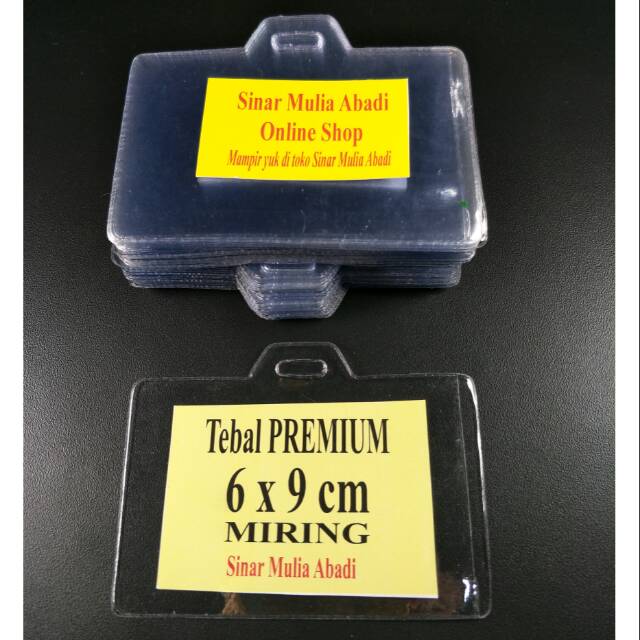 Sinar Mulia Abadi
Online Shop
Mampir yuk di toko Sinar Mulia Abadi
Tebal PREMIUM
6 x 9 cm
MIRING
Sinar Mulia Abadi